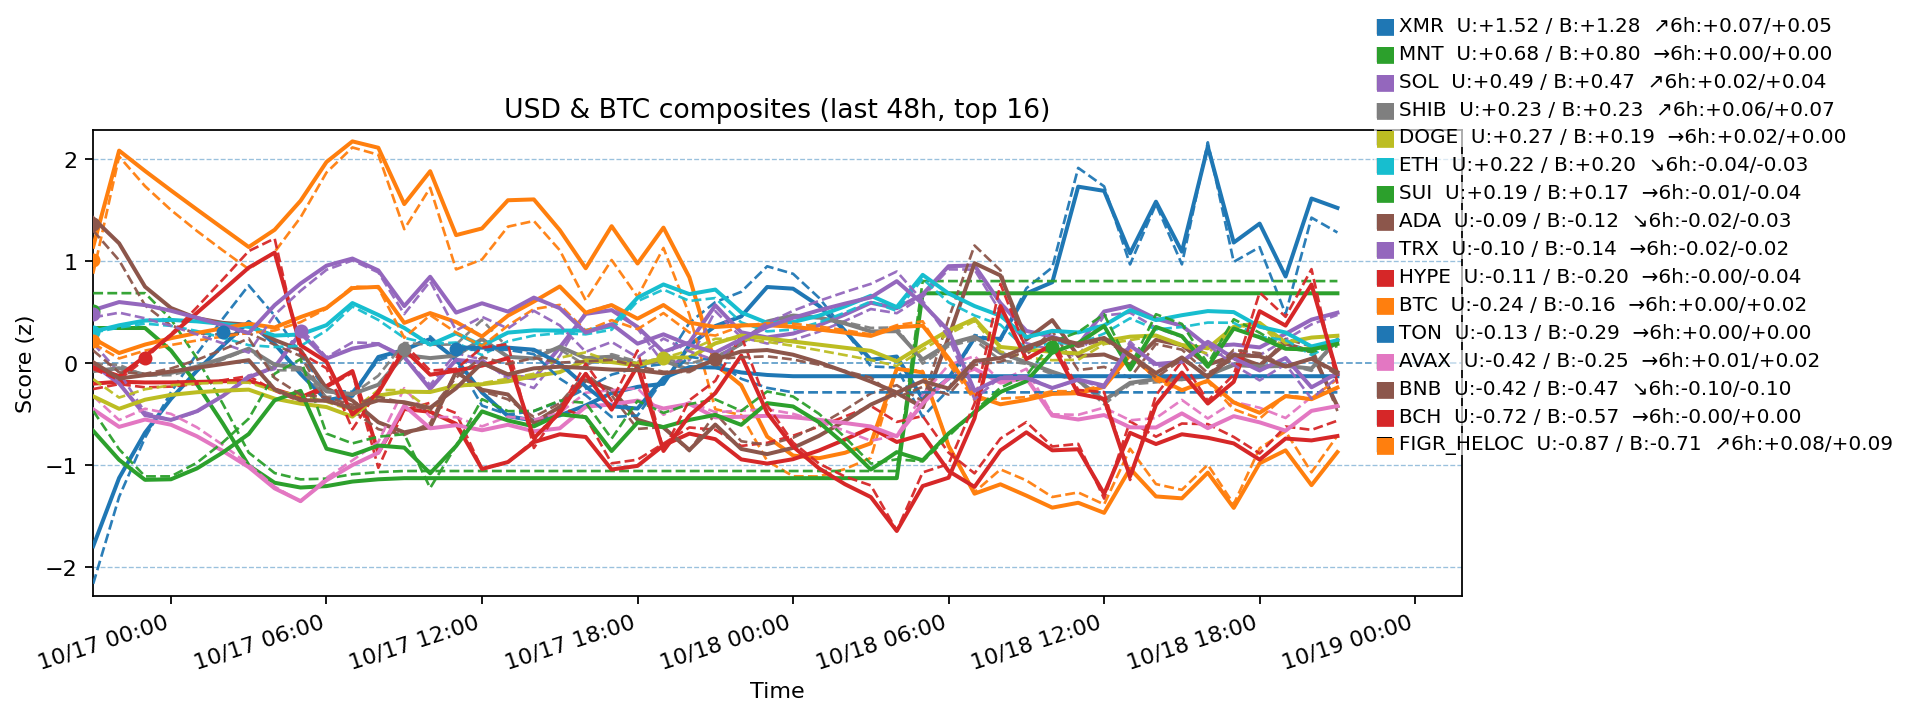 XMR  U:+1.52 / B:+1.28  ↗6h:+0.07/+0.05
MNT  U:+0.68 / B:+0.80  →6h:+0.00/+0.00
SOL  U:+0.49 / B:+0.47  ↗6h:+0.02/+0.04
SHIB  U:+0.23 / B:+0.23  ↗6h:+0.06/+0.07
DOGE  U:+0.27 / B:+0.19  →6h:+0.02/+0.00
ETH  U:+0.22 / B:+0.20  ↘6h:-0.04/-0.03
SUI  U:+0.19 / B:+0.17  →6h:-0.01/-0.04
ADA  U:-0.09 / B:-0.12  ↘6h:-0.02/-0.03
TRX  U:-0.10 / B:-0.14  →6h:-0.02/-0.02
HYPE  U:-0.11 / B:-0.20  →6h:-0.00/-0.04
BTC  U:-0.24 / B:-0.16  →6h:+0.00/+0.02
TON  U:-0.13 / B:-0.29  →6h:+0.00/+0.00
AVAX  U:-0.42 / B:-0.25  →6h:+0.01/+0.02
BNB  U:-0.42 / B:-0.47  ↘6h:-0.10/-0.10
BCH  U:-0.72 / B:-0.57  →6h:-0.00/+0.00
FIGR_HELOC  U:-0.87 / B:-0.71  ↗6h:+0.08/+0.09
USD & BTC composites (last 48h, top 16)
Score (z)
2
1
0
−1
−2
10/17 00:00
10/17 06:00
10/17 12:00
10/17 18:00
10/18 00:00
10/18 06:00
10/18 12:00
10/18 18:00
10/19 00:00
Time